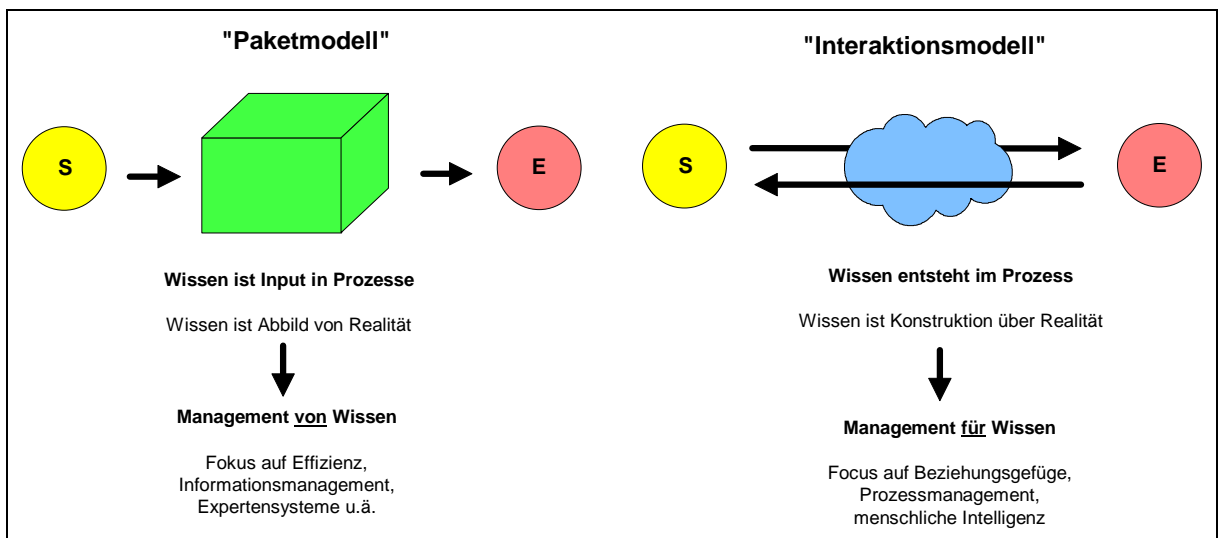 "Paketmodell"
S
E
Wissen ist Input in Prozesse
Wissen ist Abbild von Realität
Management von Wissen
Fokus auf Effizienz,
Informationsmanagement,
Expertensysteme u.ä.
"Interaktionsmodell"
S
E
Wissen entsteht im Prozess
Wissen ist Konstruktion über Realität
Management für Wissen
Focus auf Beziehungsgefüge,
Prozessmanagement,
menschliche Intelligenz